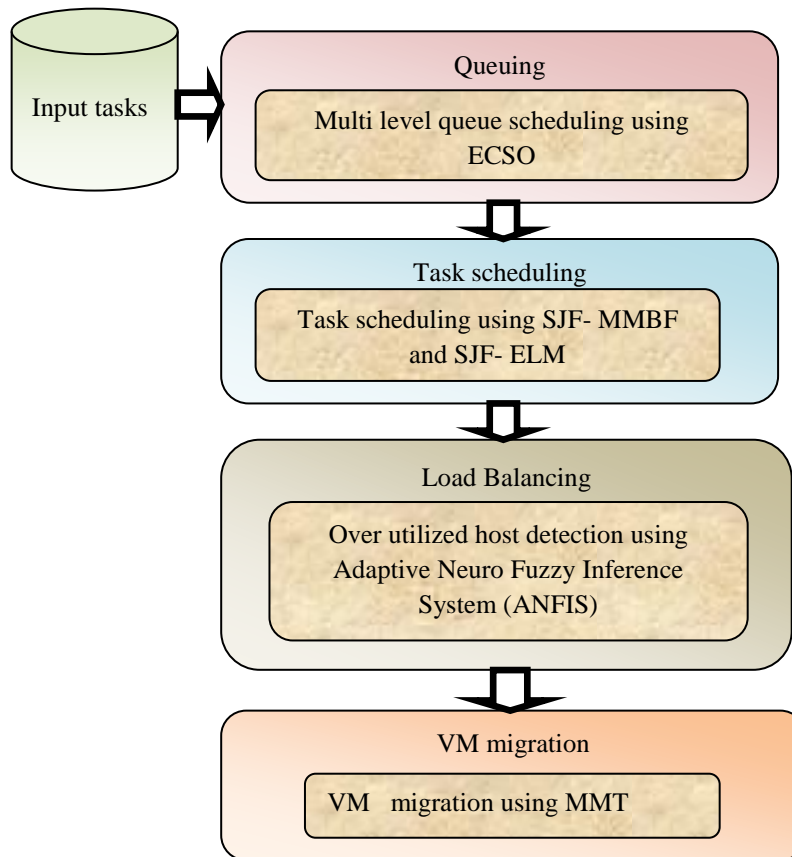 Input tasks
Queuing
Multi level queue scheduling using
ECSO
Task scheduling
Task scheduling using SJF- MMBF
and SJF- ELM
Load Balancing
Over utilized host detection using
Adaptive Neuro Fuzzy Inference
System (ANFIS)
VM migration
VM migration using MMT